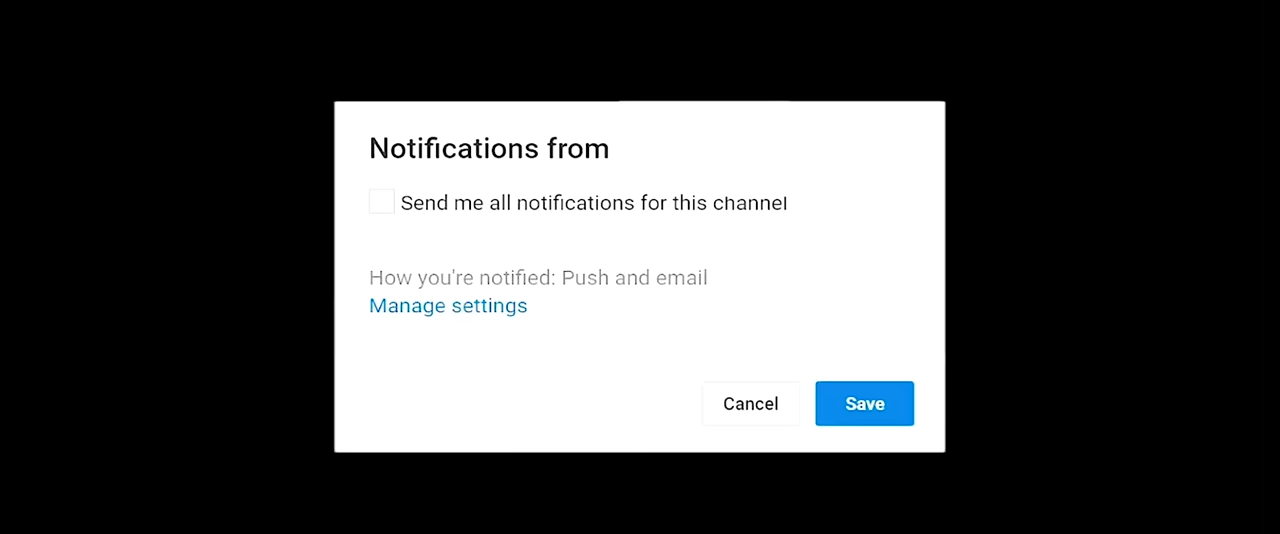 Notifications from
Send me all notifications for this channel
How you're notified: Push and email
Manage settings
Cancel
Save